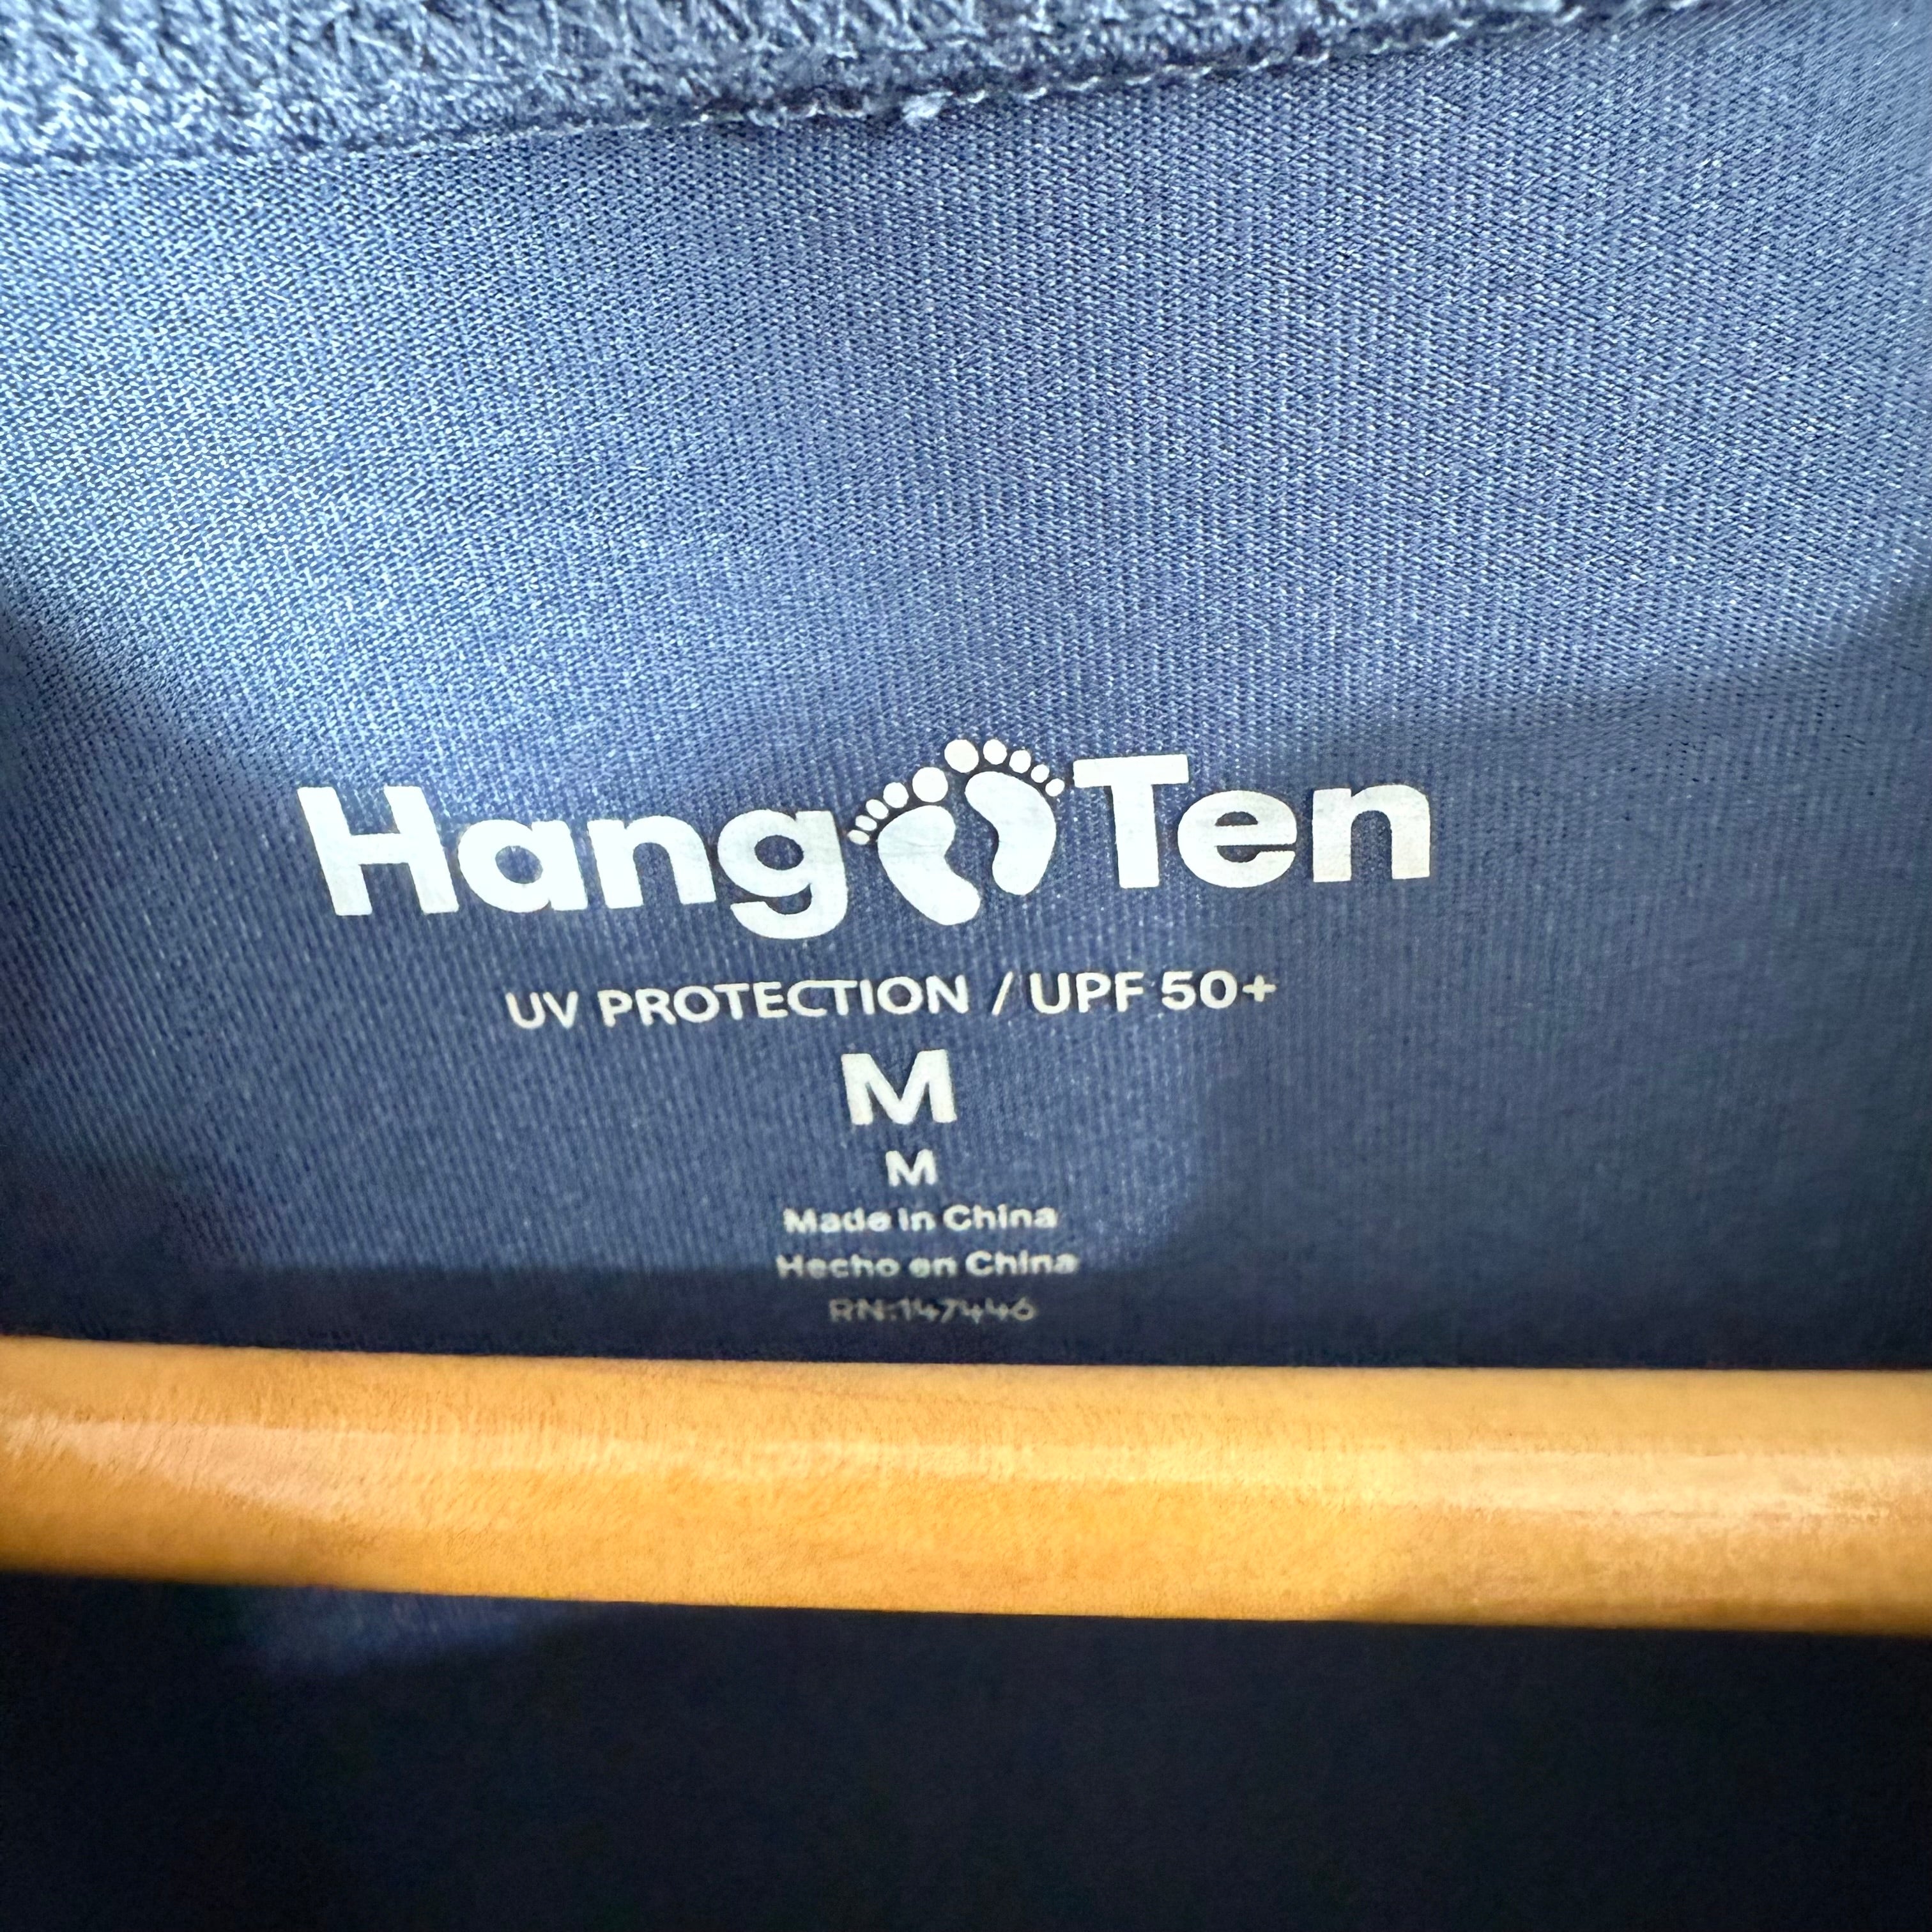 Hang Ten
UV PROTECTION / UPF 50+
M
M
Made in China
Hecho en China
RN:147446